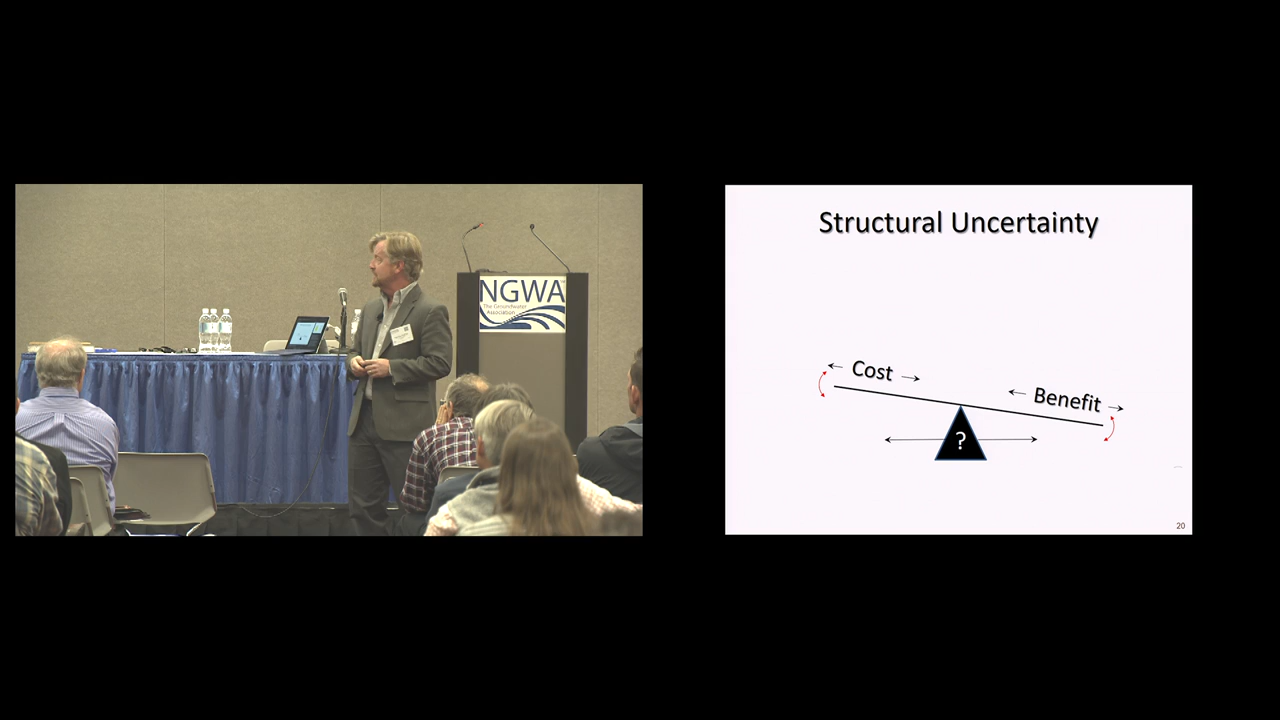 NGWA
The Groundwater
Association
Structural Uncertainty
Cost
Benefit
?
20